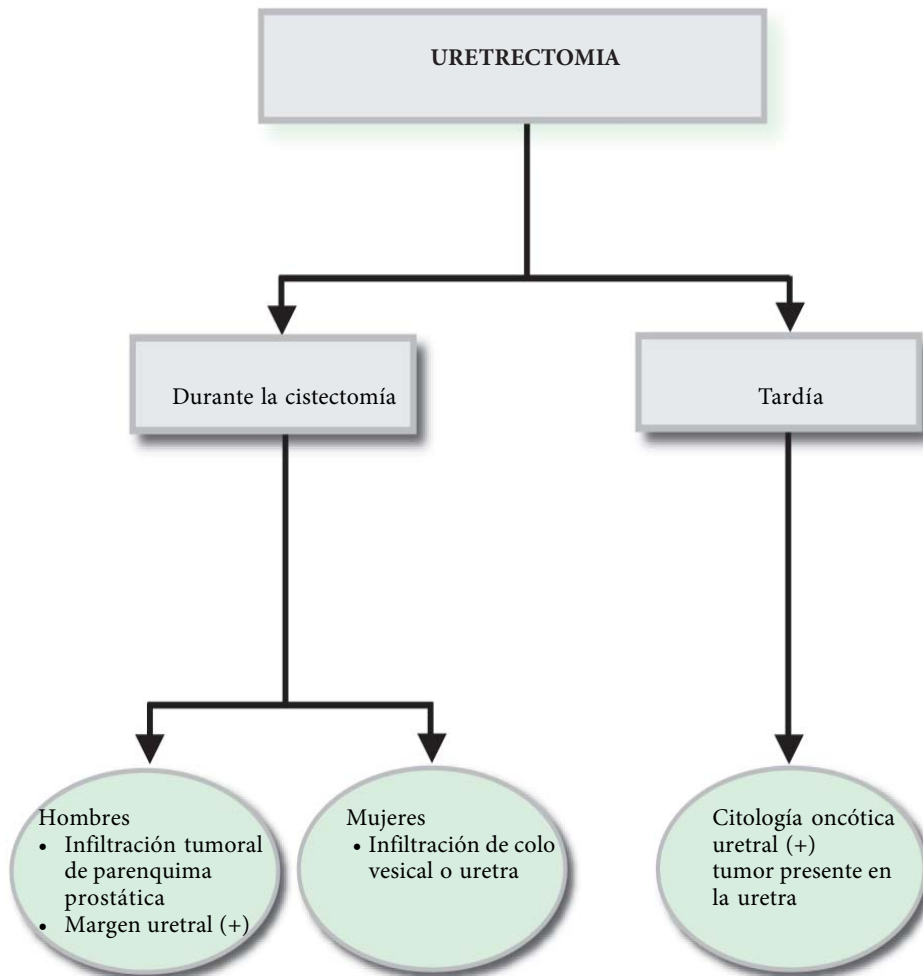 URETRECTOMIA
Durante la cistectomía
Tardía
Hombres
• Infiltración tumoral
de parenquima
prostática
• Margen uretral (+)
Mujeres
• Infiltración de colo
vesical o uretra
Citología oncótica
uretral (+)
tumor presente en
la uretra